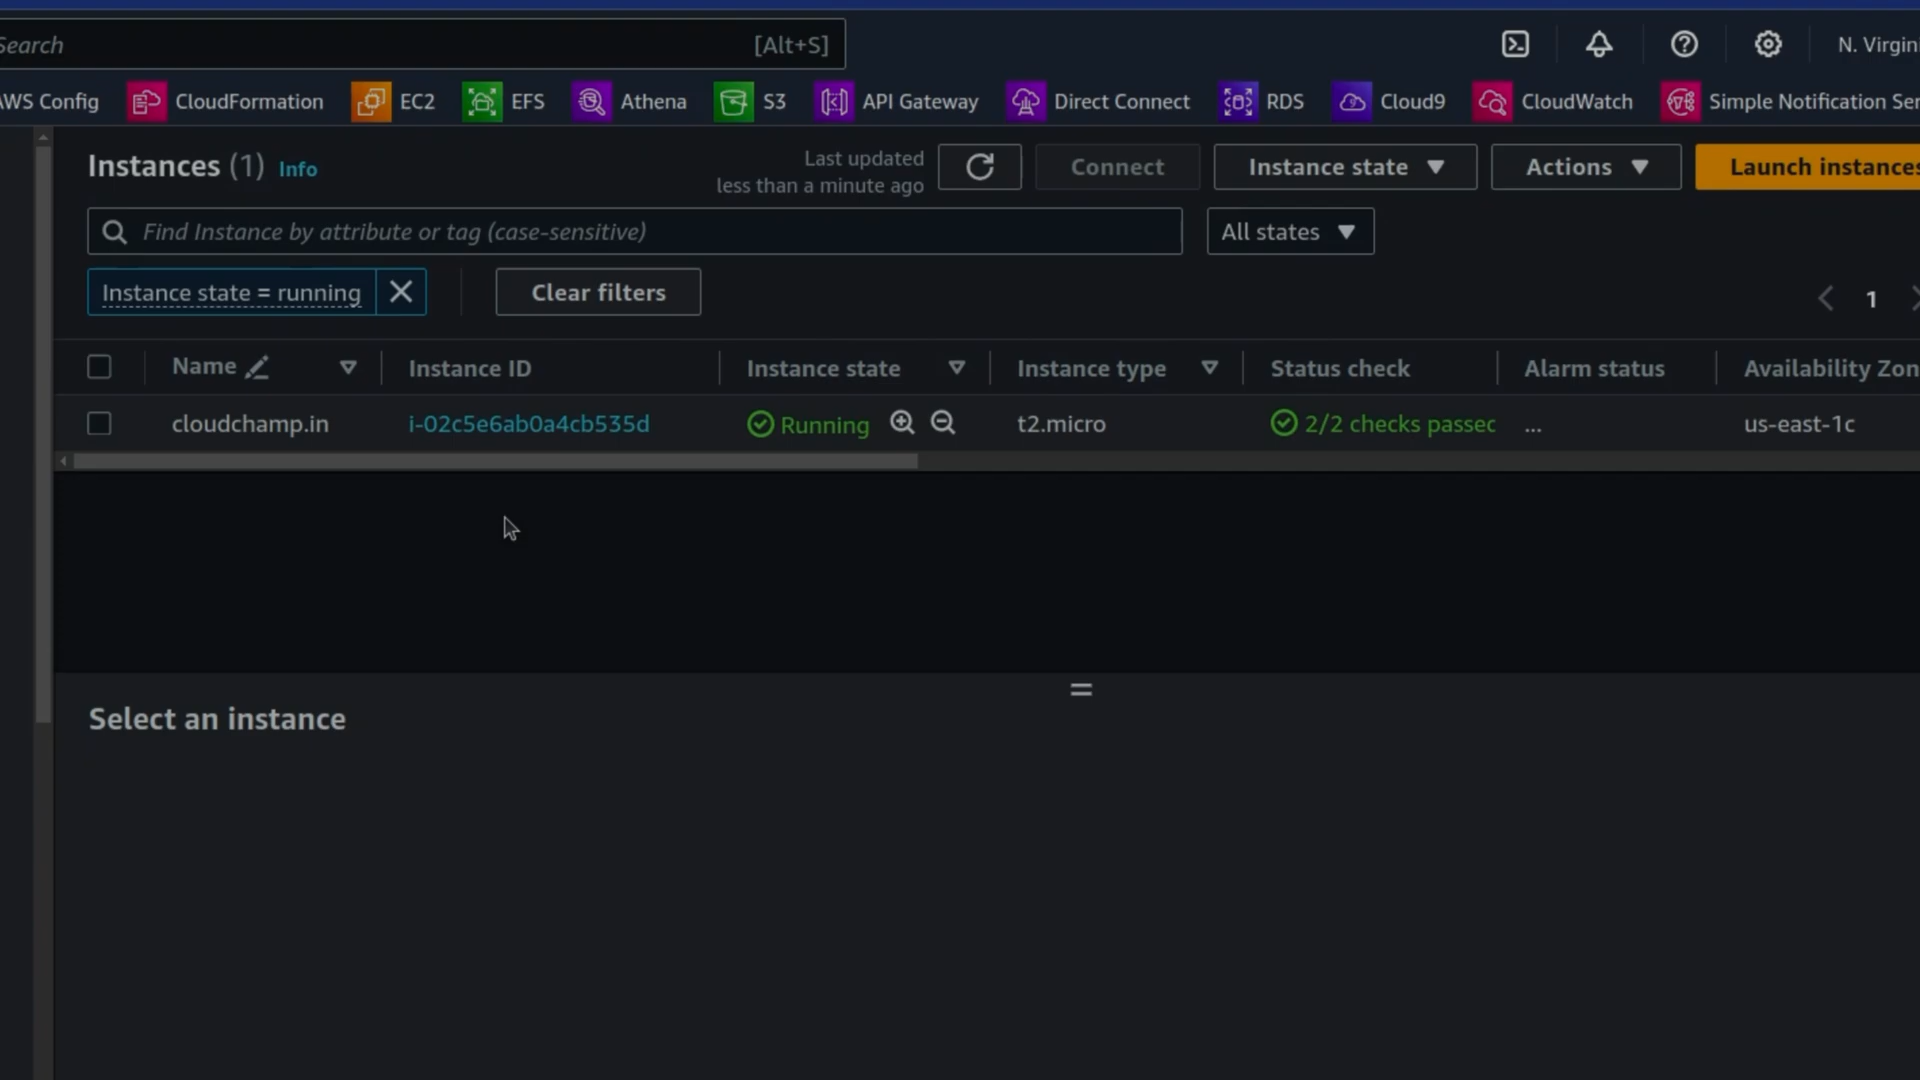 Search [Alt+S] N. Virgin
AWS Config CloudFormation EC2 EFS Athena S3 API Gateway Direct Connect RDS Cloud9 CloudWatch Simple Notification Ser
Instances (1) Info
Last updated
less than a minute ago
Connect Instance state Actions Launch instances
Find Instance by attribute or tag (case-sensitive) All states
Instance state = running Clear filters 1
Name Instance ID Instance state Instance type Status check Alarm status Availability Zon
cloudchamp.in i-02c5e6ab0a4cb535d Running t2.micro 2/2 checks passec ... us-east-1c
Select an instance